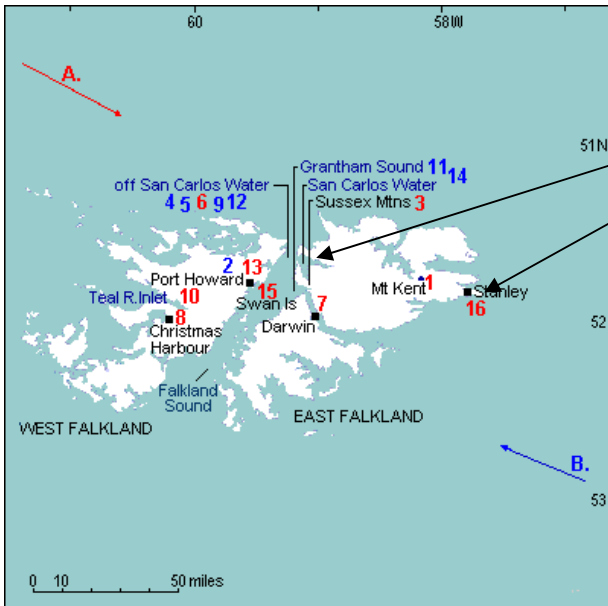 60
58W
A.
51N
Grantham Sound 11
14
off San Carlos Water
San Carlos Water
4 5 6 9 12
Sussex Mtns 3
2
13
Port Howard
15
Mt Kent
1
Stanley
16
Teal R.Inlet
10
Swan Is
7
8
Darwin
52
Christmas
Harbour
Falkland
Sound
WEST FALKLAND
EAST FALKLAND
B.
53
0 10 50 miles